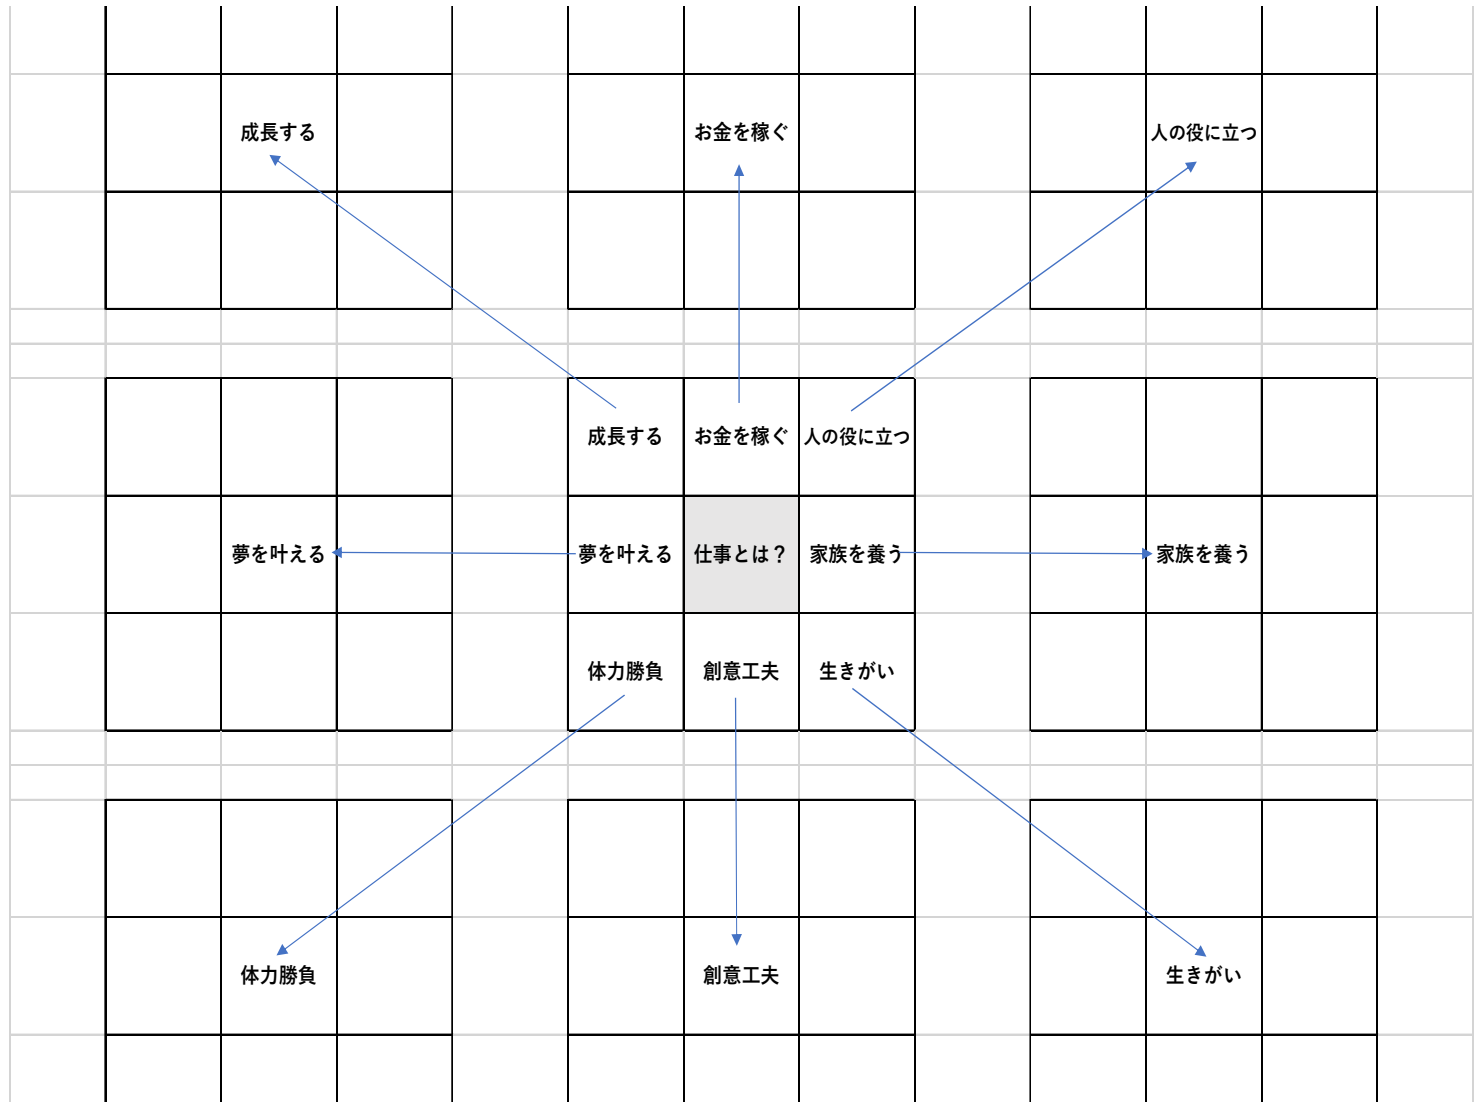 成長する
お金を稼ぐ
人の役に立つ
成長する
お金を稼ぐ
人の役に立つ
夢を叶える
夢を叶える
仕事とは？
家族を養う
家族を養う
体力勝負
創意工夫
生きがい
体力勝負
創意工夫
生きがい